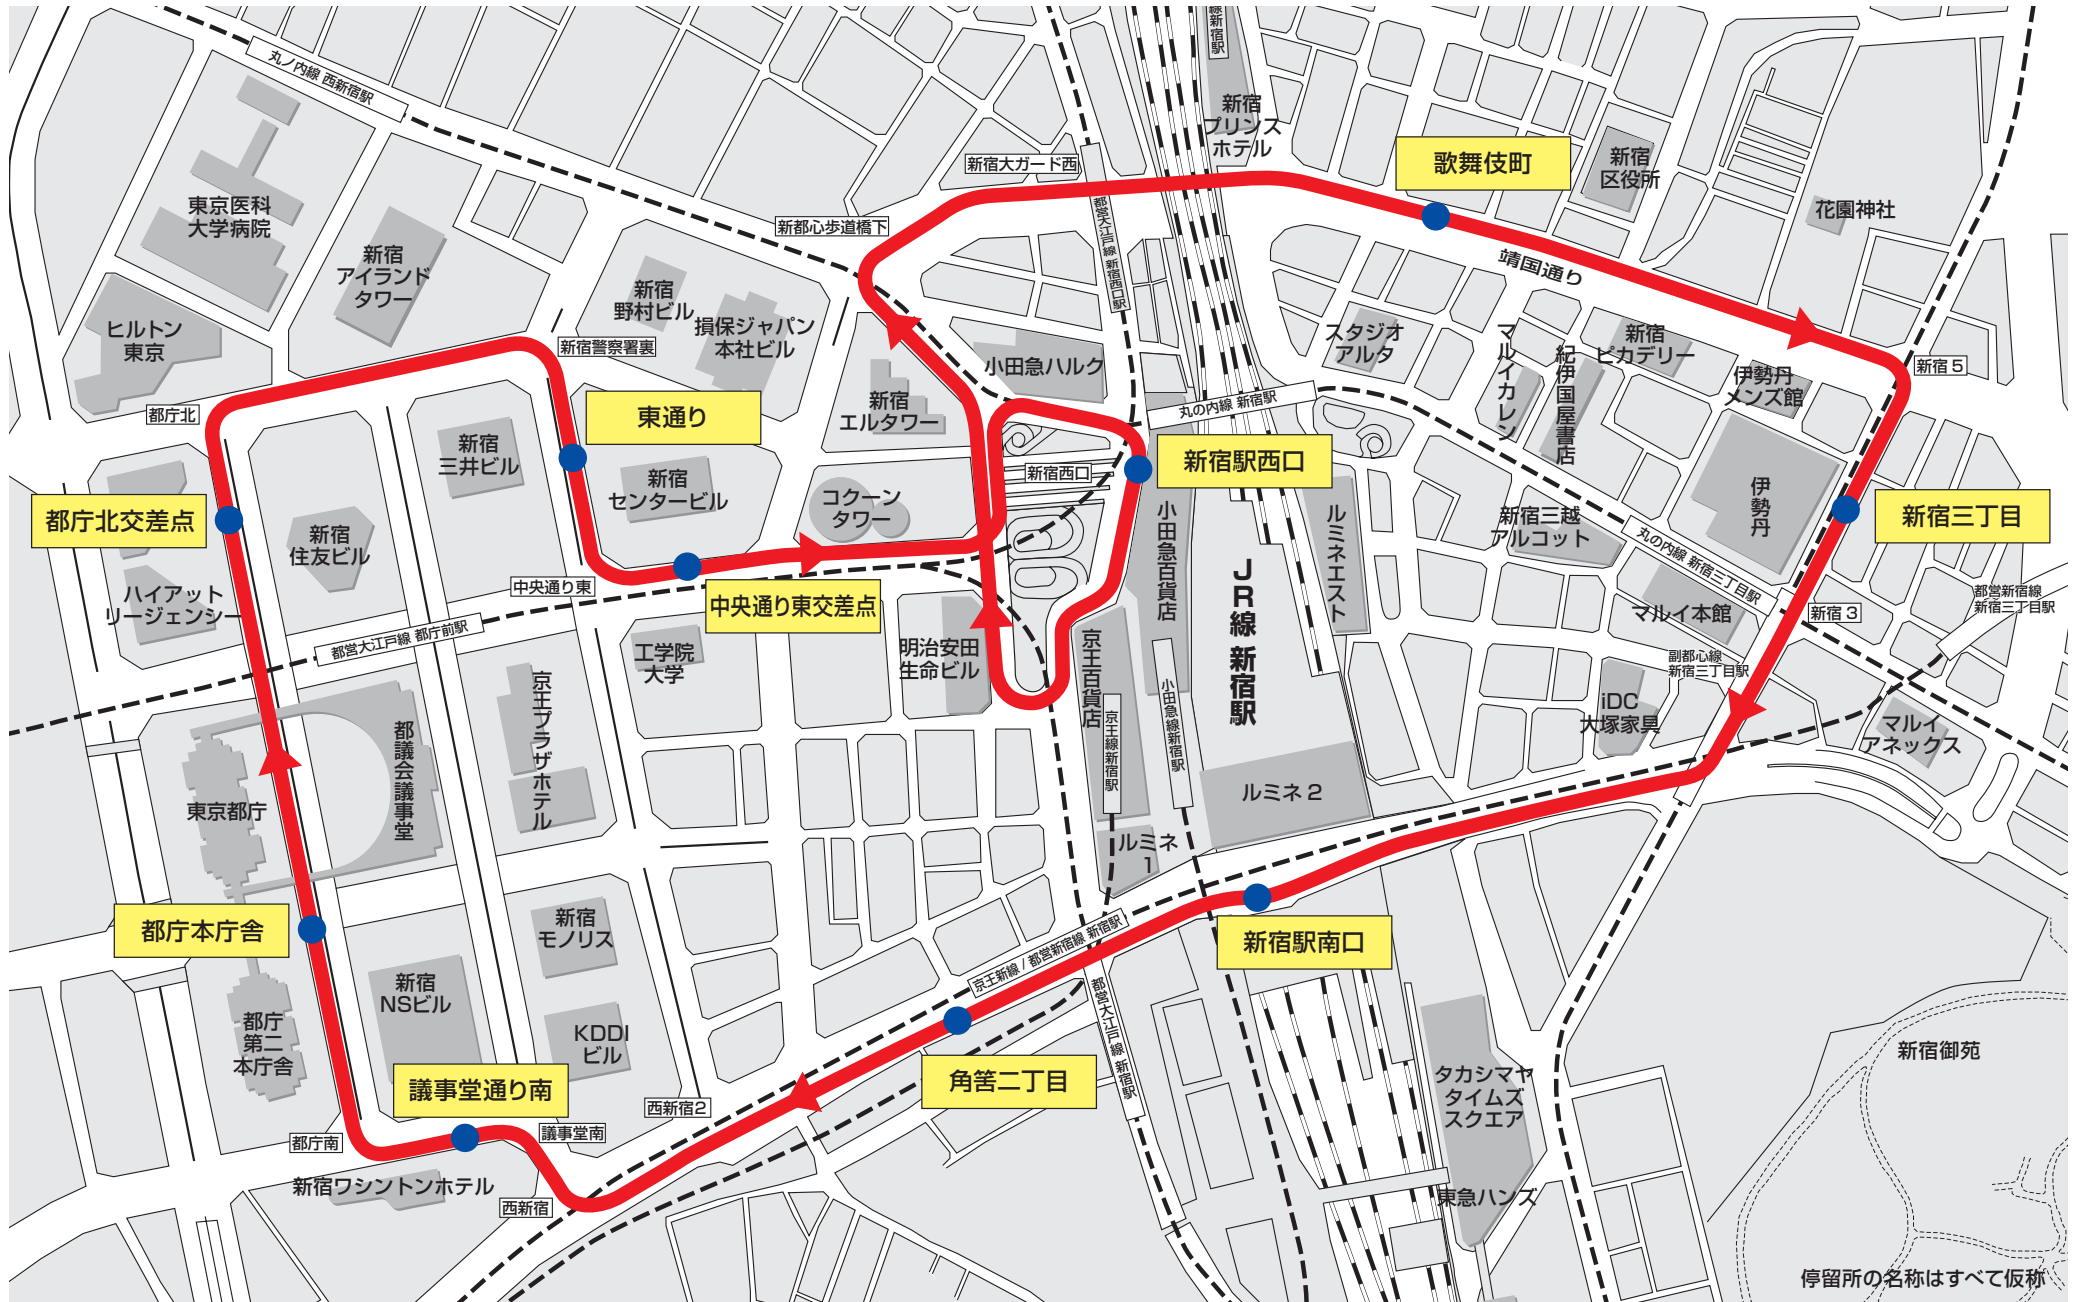 丸ノ内線 西新宿駅
線新宿駅
新宿
プリンス
ホテル
新宿大ガード西
歌舞伎町
新宿
区役所
花園神社
東京医科
大学病院
新宿
アイランド
タワー
新都心歩道橋下
都営大江戸線 新宿西口駅
靖国通り
新宿
野村ビル
損保ジャパン
本社ビル
ヒルトン
東京
新宿警察署裏
小田急ハルク
スタジオ
アルタ
マルイカレン
紀伊国屋書店
新宿
ピカデリー
伊勢丹
メンズ館
新宿5
都庁北
東通り
新宿
エルタワー
丸の内線 新宿駅
新宿
三井ビル
新宿
センタービル
新宿西口
新宿駅西口
コクーン
タワー
都庁北交差点
新宿
住友ビル
小田急百貨店
JR線 新宿駅
ルミネエスト
新宿三越
アルコット
伊勢丹
新宿三丁目
丸の内線 新宿三丁目駅
ハイアット
リージェンシー
中央通り東
中央通り東交差点
マルイ本館
新宿3
都営新宿線
新宿三丁目駅
都営大江戸線 都庁前駅
工学院
大学
明治安田
生命ビル
京王百貨店
小田急線新宿駅
京王線新宿駅
副都心線
新宿三丁目駅
iDC
大塚家具
マルイ
アネックス
都議会議事堂
京王プラザホテル
東京都庁
ルミネ2
ルミネ
1
都庁本庁舎
新宿
モノリス
新宿
NSビル
京王新線/都営新宿線 新宿駅
新宿駅南口
都営大江戸線 新宿駅
都庁
第二
本庁舎
KDDI
ビル
角筈二丁目
新宿御苑
タカシマヤ
タイムズ
スクエア
議事堂通り南
西新宿2
都庁南
議事堂南
新宿ワシントンホテル
西新宿
東急ハンズ
停留所の名称はすべて仮称